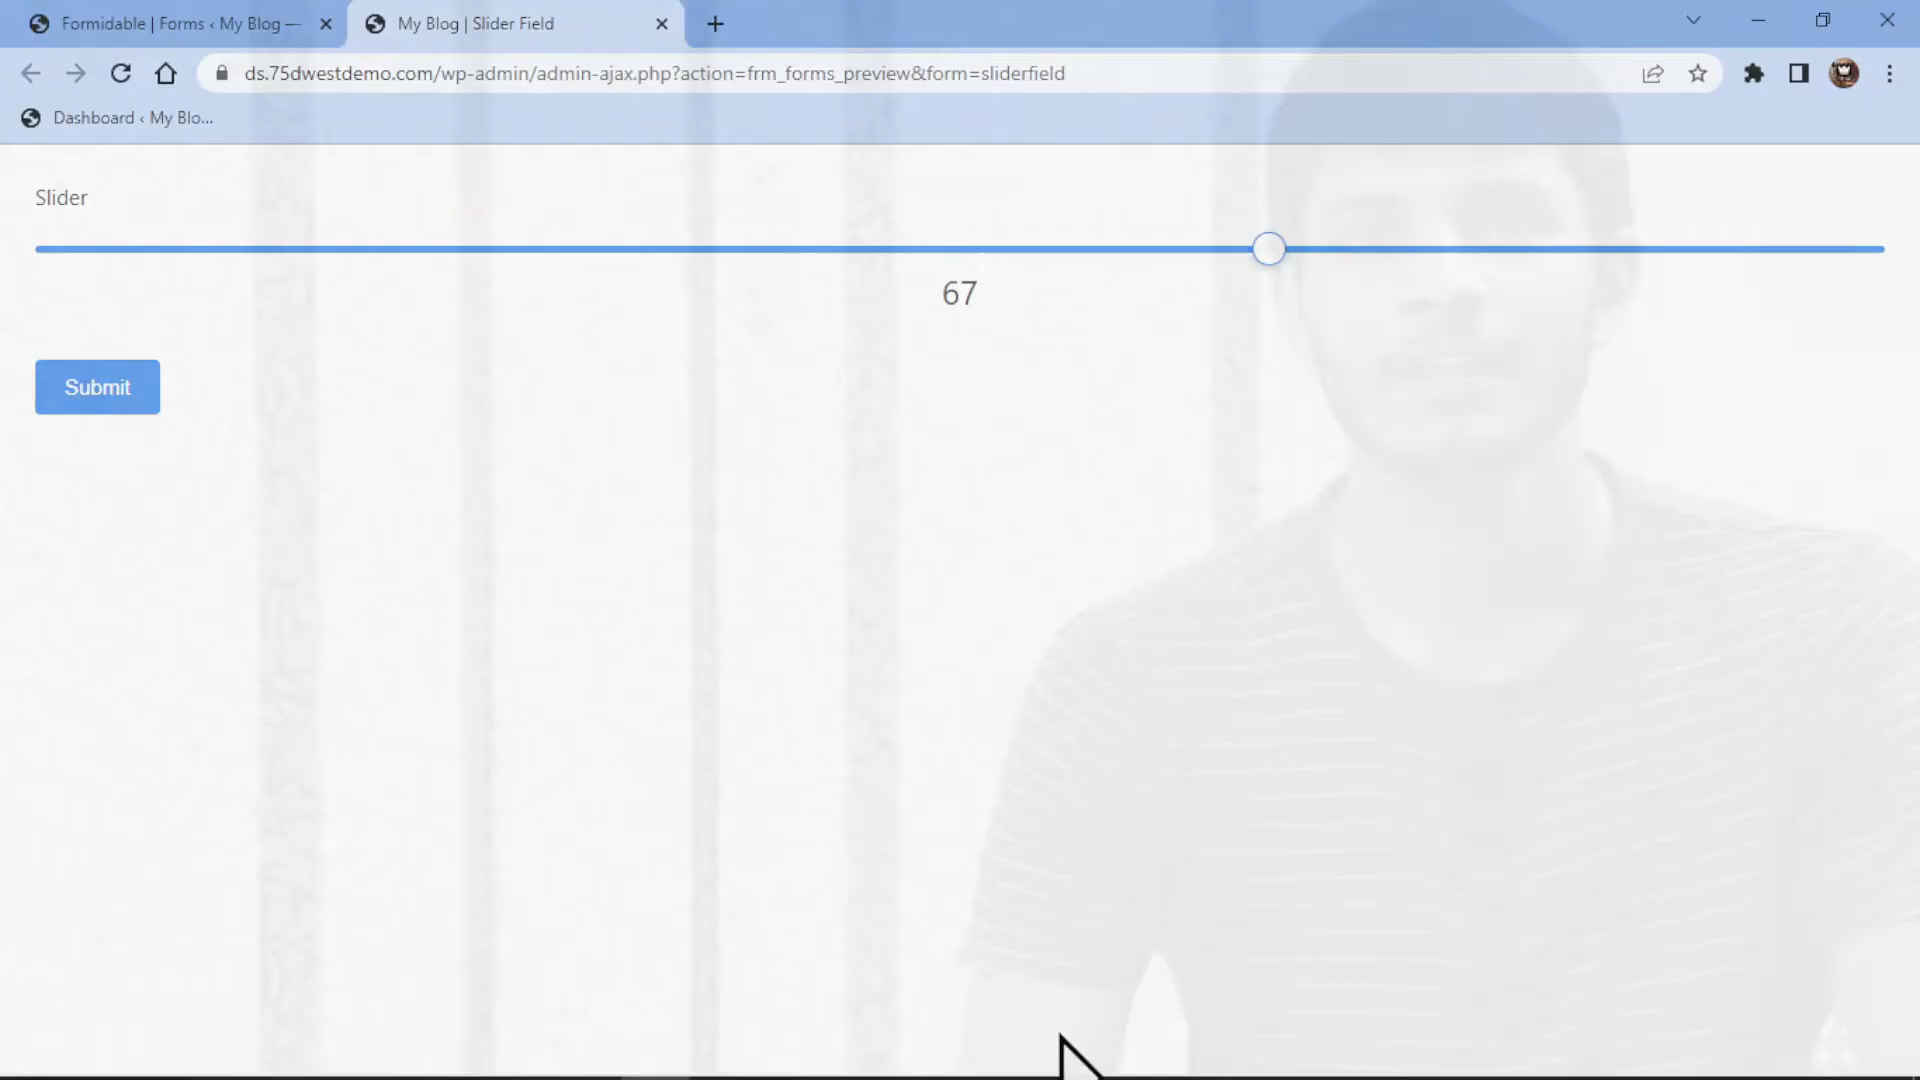 Formidable | Forms ‹ My Blog —
My Blog | Slider Field
ds.75dwestdemo.com/wp-admin/admin-ajax.php?action=frm_forms_preview&form=sliderfield
Dashboard ‹ My Blo...
Slider
67
Submit